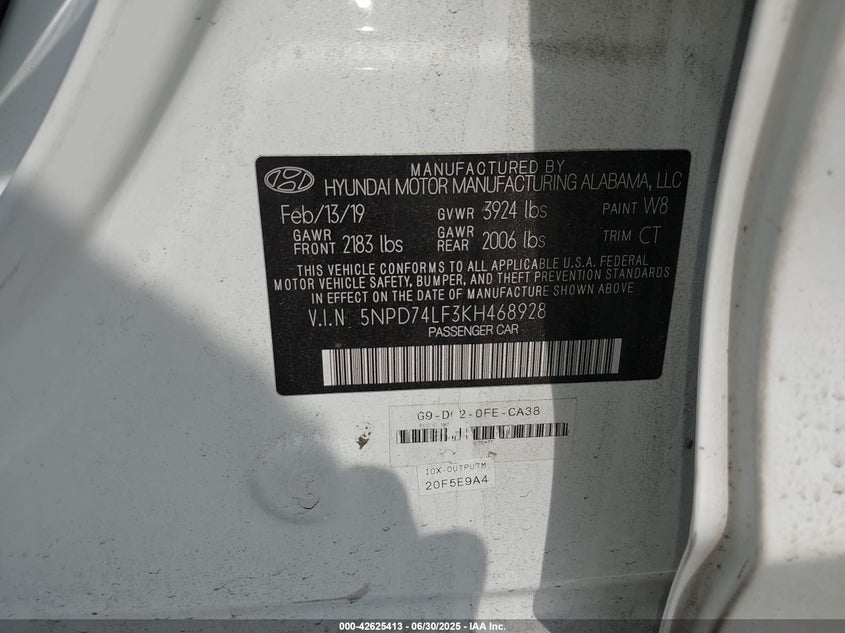 MANUFACTURED BY
HYUNDAI MOTOR MANUFACTURING ALABAMA, LLC
Feb/13/19 GVWR 3924 lbs PAINT W8
GAWR FRONT 2183 lbs GAWR REAR 2006 lbs TRIM CT
THIS VEHICLE CONFORMS TO ALL APPLICABLE U.S.A. FEDERAL
MOTOR VEHICLE SAFETY, BUMPER, AND THEFT PREVENTION STANDARDS
IN EFFECT ON THE DATE OF MANUFACTURE SHOWN ABOVE
V.I.N 5NPD74LF3KH468928
PASSENGER CAR
IOX-OUTPUTM
20F5E9A4
000-42625413 - 06/30/2025 - IAA Inc.